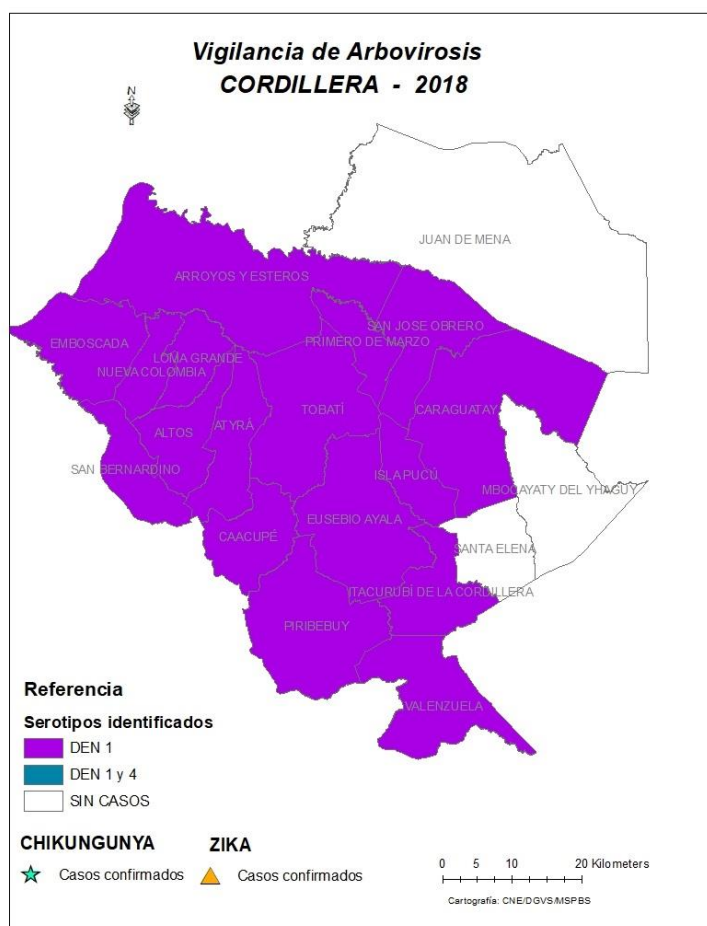 Vigilancia de Arbovirosis
CORDILLERA - 2018
N
JUAN DE MENA
ARROYOS Y ESTEROS
SAN JOSE OBRERO
PRIMERO DE MARZO
EMBOSCADA
LOMA GRANDE
NUEVA COLOMBIA
TOBATÍ
CARAGUATAY
ALTOS
ATYRÁ
SAN BERNARDINO
ISLA PUCÚ
MBOCAYATY DEL YHAGUY
EUSEBIO AYALA
CAACUPÉ
SANTA ELENA
ITACURUBÍ DE LA CORDILLERA
PIRIBEBUY
VALENZUELA
Referencia
Serotipos identificados
DEN 1
DEN 1 y 4
SIN CASOS
CHIKUNGUNYA ZIKA
Casos confirmados Casos confirmados
0 5 10 20 Kilometers
Cartografía: CNE/DGVS/MSPBS